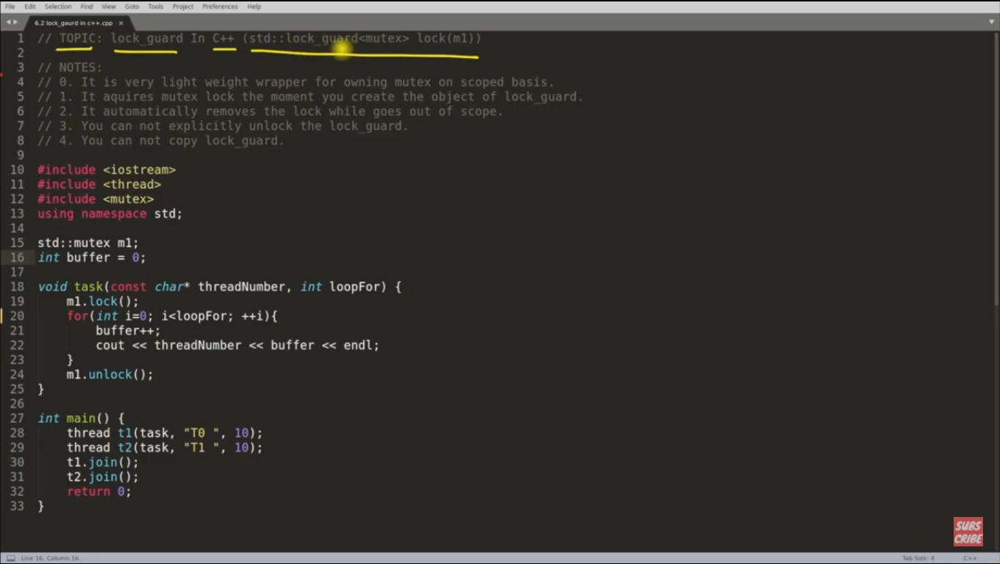 File Edit Selection Find View Goto Tools Project Preferences Help
6.2 lock_gaurd in c++.cpp ×
1 // TOPIC: lock_guard In C++ (std::lock_guard<mutex> lock(m1))
2
3 // NOTES:
4 // 0. It is very light weight wrapper for owning mutex on scoped basis.
5 // 1. It aquires mutex lock the moment you create the object of lock_guard.
6 // 2. It automatically removes the lock while goes out of scope.
7 // 3. You can not explicitly unlock the lock_guard.
8 // 4. You can not copy lock_guard.
9
10 #include <iostream>
11 #include <thread>
12 #include <mutex>
13 using namespace std;
14
15 std::mutex m1;
16 int buffer = 0;
17
18 void task(const char* threadNumber, int loopFor) {
19     m1.lock();
20     for(int i=0; i<loopFor; ++i){
21         buffer++;
22         cout << threadNumber << buffer << endl;
23     }
24     m1.unlock();
25 }
26
27 int main() {
28     thread t1(task, "T0 ", 10);
29     thread t2(task, "T1 ", 10);
30     t1.join();
31     t2.join();
32     return 0;
33 }
SUBS
CRIBE
Line 16, Column 16 Tab Size: 4 C++